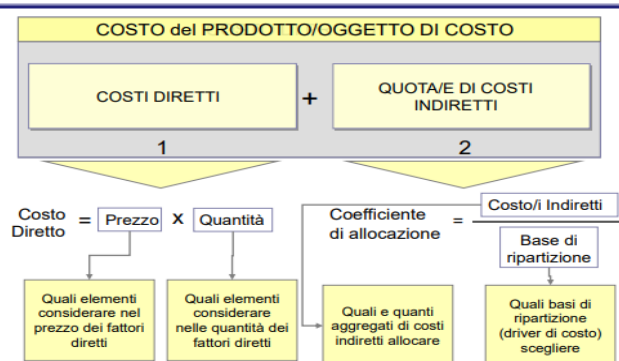 COSTO del PRODOTTO/OGGETTO DI COSTO
COSTI DIRETTI
+
QUOTA/E DI COSTI
INDIRETTI
1
2
Costo
Diretto
= Prezzo x Quantità
Coefficiente
di allocazione
=
Costo/i Indiretti
Base di
ripartizione
Quali elementi
considerare nel
prezzo dei fattori
diretti
Quali elementi
considerare
nelle quantità dei
fattori diretti
Quali e quanti
aggregati di costi
indiretti allocare
Quali basi di
ripartizione
(driver di costo)
scegliere